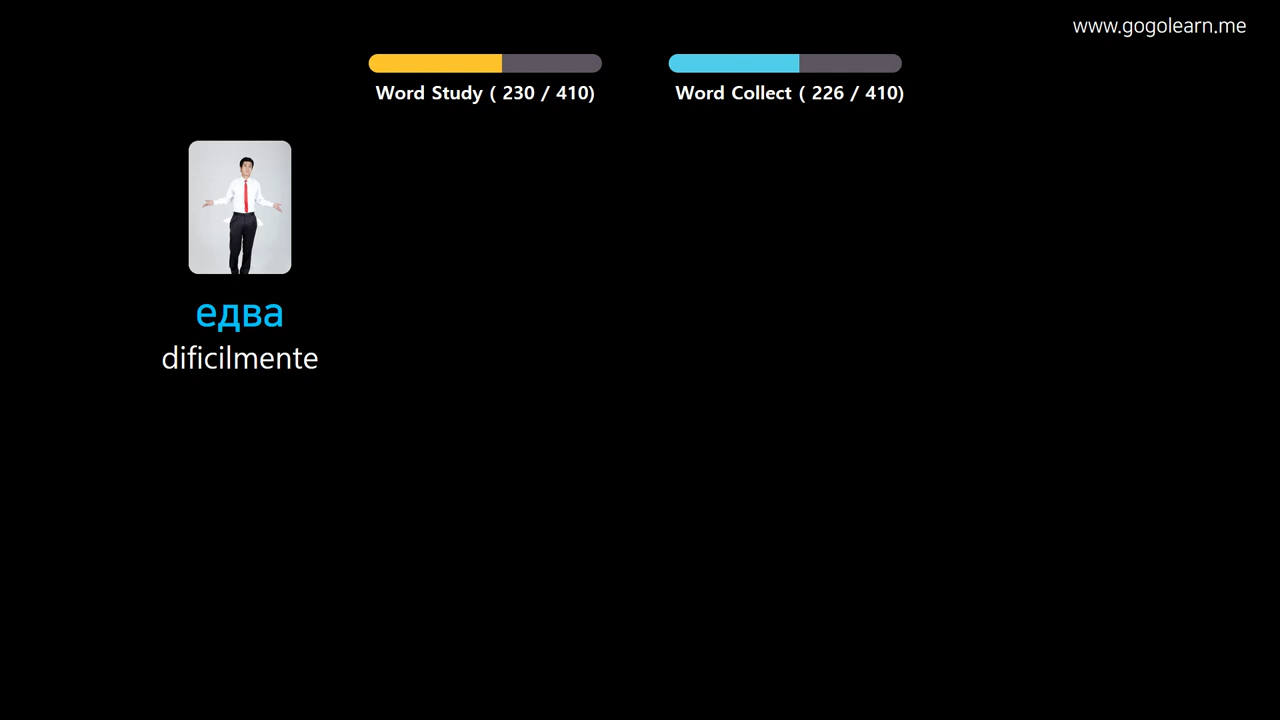 www.gogolearn.me
Word Study ( 230 / 410)
Word Collect ( 226 / 410)
едва
dificilmente